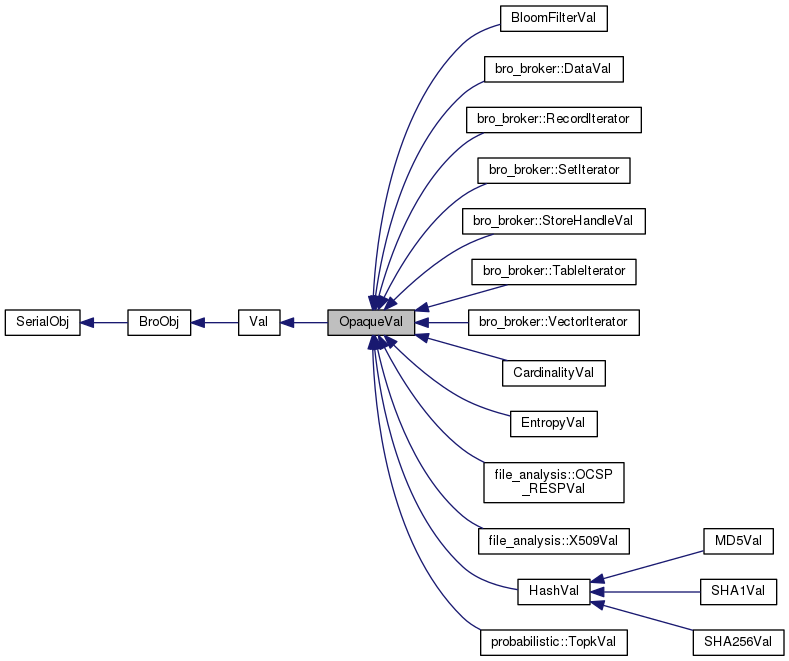 BloomFilterVal
bro_broker::DataVal
bro_broker::RecordIterator
bro_broker::SetIterator
bro_broker::StoreHandleVal
bro_broker::TableIterator
SerialObj
BroObj
Val
OpaqueVal
bro_broker::VectorIterator
CardinalityVal
EntropyVal
file_analysis::OCSP
_RESPVal
file_analysis::X509Val
MD5Val
HashVal
SHA1Val
probabilistic::TopkVal
SHA256Val